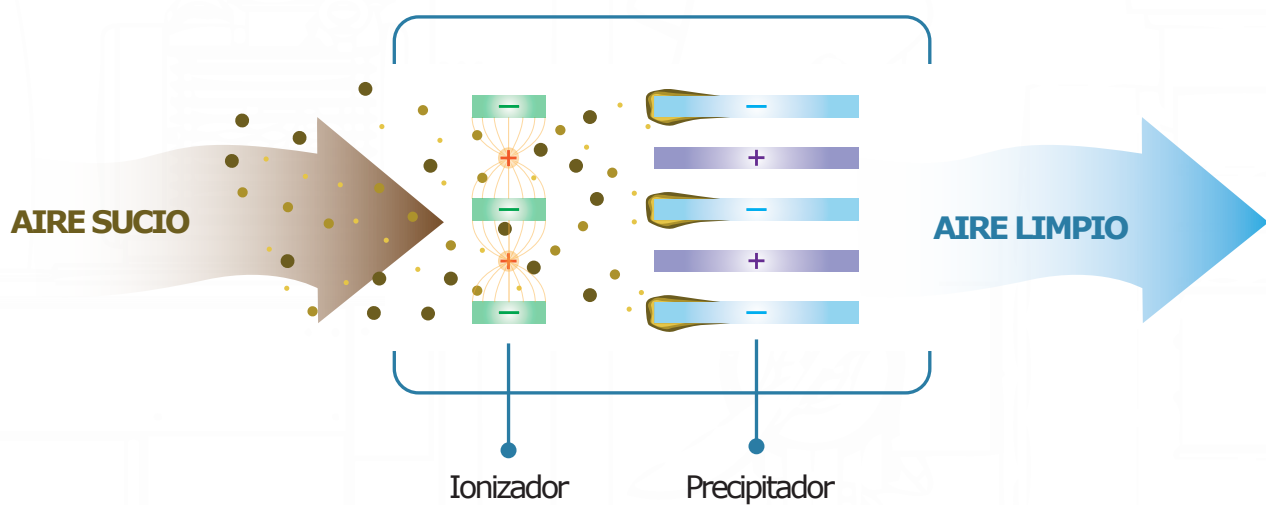 −
−
+
+
AIRE SUCIO
−
−
AIRE LIMPIO
+
+
−
−
Ionizador
Precipitador